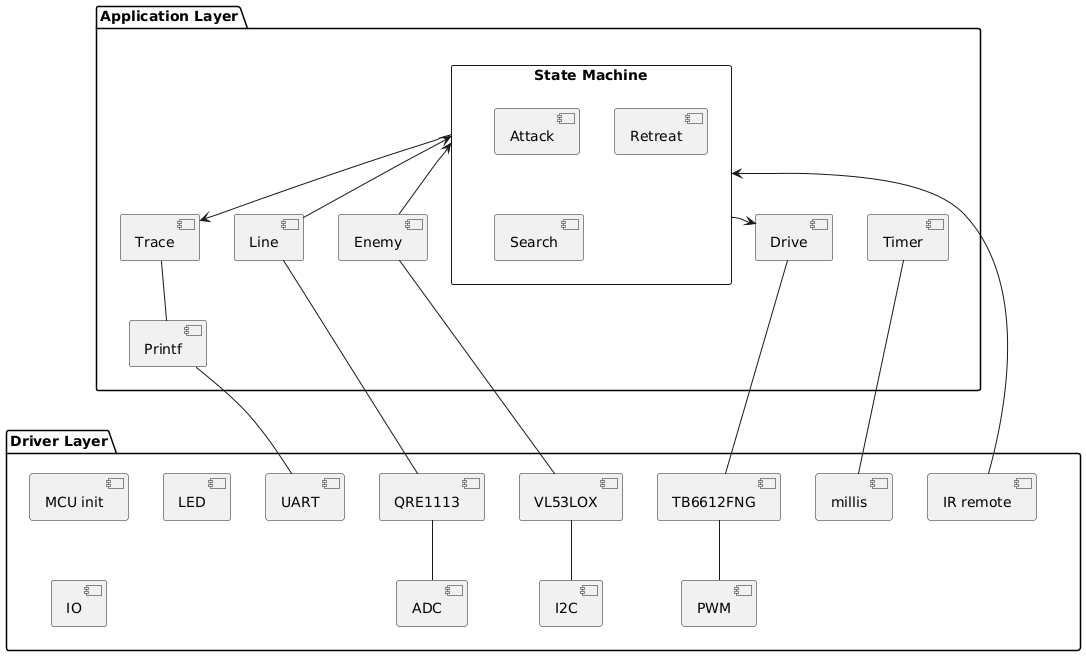 Application Layer
State Machine
Attack
Retreat
Trace
Line
Enemy
Search
Drive
Timer
Printf
Driver Layer
MCU init
LED
UART
QRE1113
VL53LOX
TB6612FNG
millis
IR remote
IO
ADC
I2C
PWM